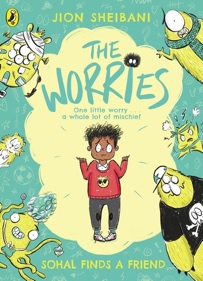 JION SHEIBANI
THE
WORRIES
One little worry . . .
a whole lot of mischief
SOHAL FINDS A FRIEND